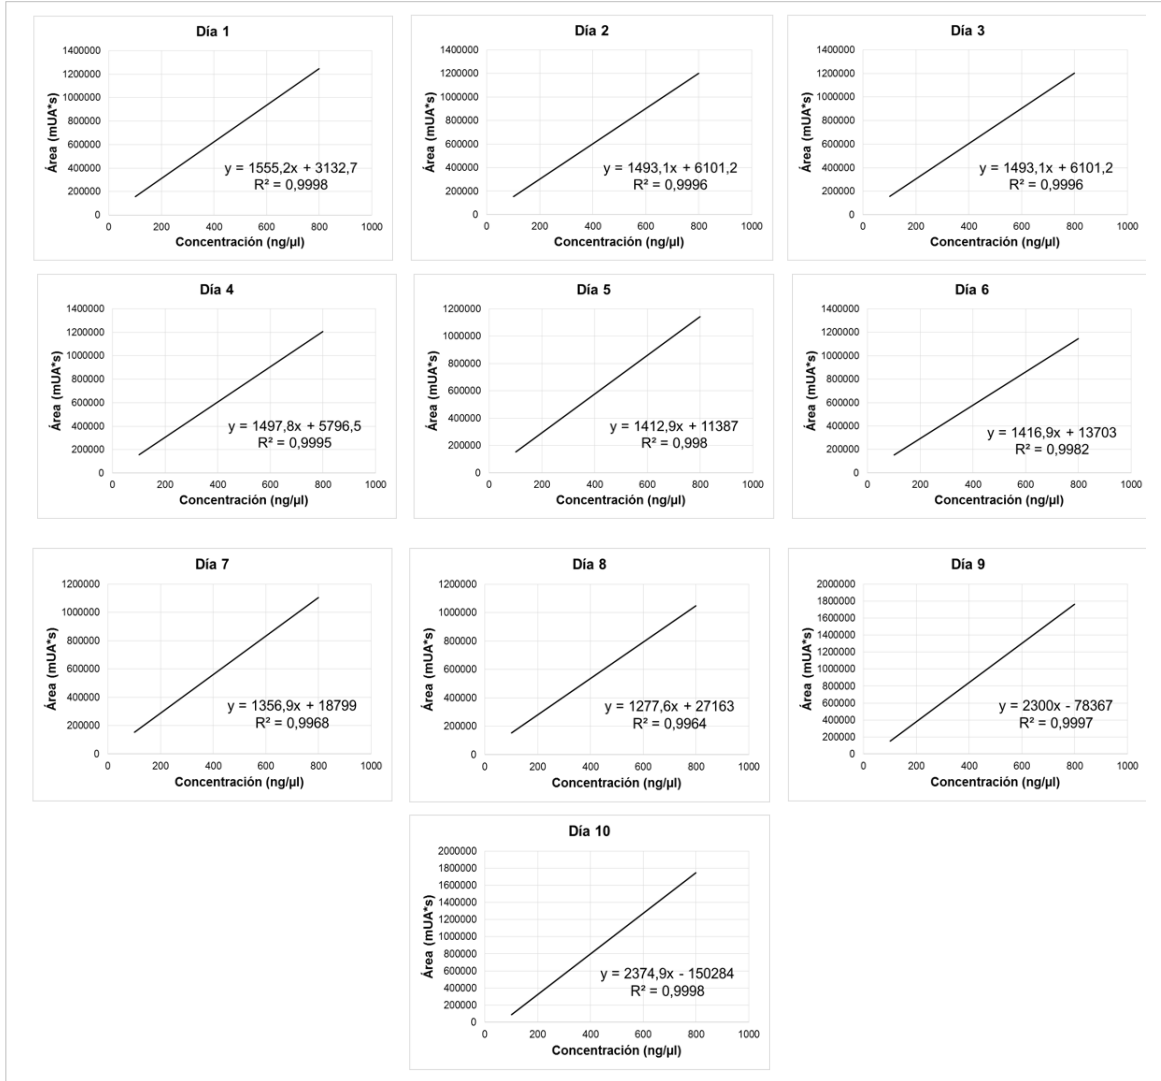 Día 1
1400000
1200000
1000000
800000
600000
400000
200000
0
Área (mUA*s)
y = 1555,2x + 3132,7
R² = 0,9998
0 200 400 600 800 1000
Concentración (ng/µl)
Día 2
1400000
1200000
1000000
800000
600000
400000
200000
0
Área (mUA*s)
y = 1493,1x + 6101,2
R² = 0,9996
0 200 400 600 800 1000
Concentración (ng/µl)
Día 3
1400000
1200000
1000000
800000
600000
400000
200000
0
Área (mUA*s)
y = 1493,1x + 6101,2
R² = 0,9996
0 200 400 600 800 1000
Concentración (ng/µl)
Día 4
1400000
1200000
1000000
800000
600000
400000
200000
0
Área (mUA*s)
y = 1497,8x + 5796,5
R² = 0,9995
0 200 400 600 800 1000
Concentración (ng/µl)
Día 5
1200000
1000000
800000
600000
400000
200000
0
Área (mUA*s)
y = 1412,9x + 11387
R² = 0,998
0 200 400 600 800 1000
Concentración (ng/µl)
Día 6
1400000
1200000
1000000
800000
600000
400000
200000
0
Área (mUA*s)
y = 1416,9x + 13703
R² = 0,9982
0 200 400 600 800 1000
Concentración (ng/µl)
Día 7
1200000
1000000
800000
600000
400000
200000
0
Área (mUA*s)
y = 1356,9x + 18799
R² = 0,9968
0 200 400 600 800 1000
Concentración (ng/µl)
Día 8
1200000
1000000
800000
600000
400000
200000
0
Área (mUA*s)
y = 1277,6x + 27163
R² = 0,9964
0 200 400 600 800 1000
Concentración (ng/µl)
Día 9
2000000
1800000
1600000
1400000
1200000
1000000
800000
600000
400000
200000
0
Área (mUA*s)
y = 2300x - 78367
R² = 0,9997
0 200 400 600 800 1000
Concentración (ng/µl)
Día 10
2000000
1800000
1600000
1400000
1200000
1000000
800000
600000
400000
200000
0
Área (mUA*s)
y = 2374,9x - 150284
R² = 0,9998
0 200 400 600 800 1000
Concentración (ng/µl)